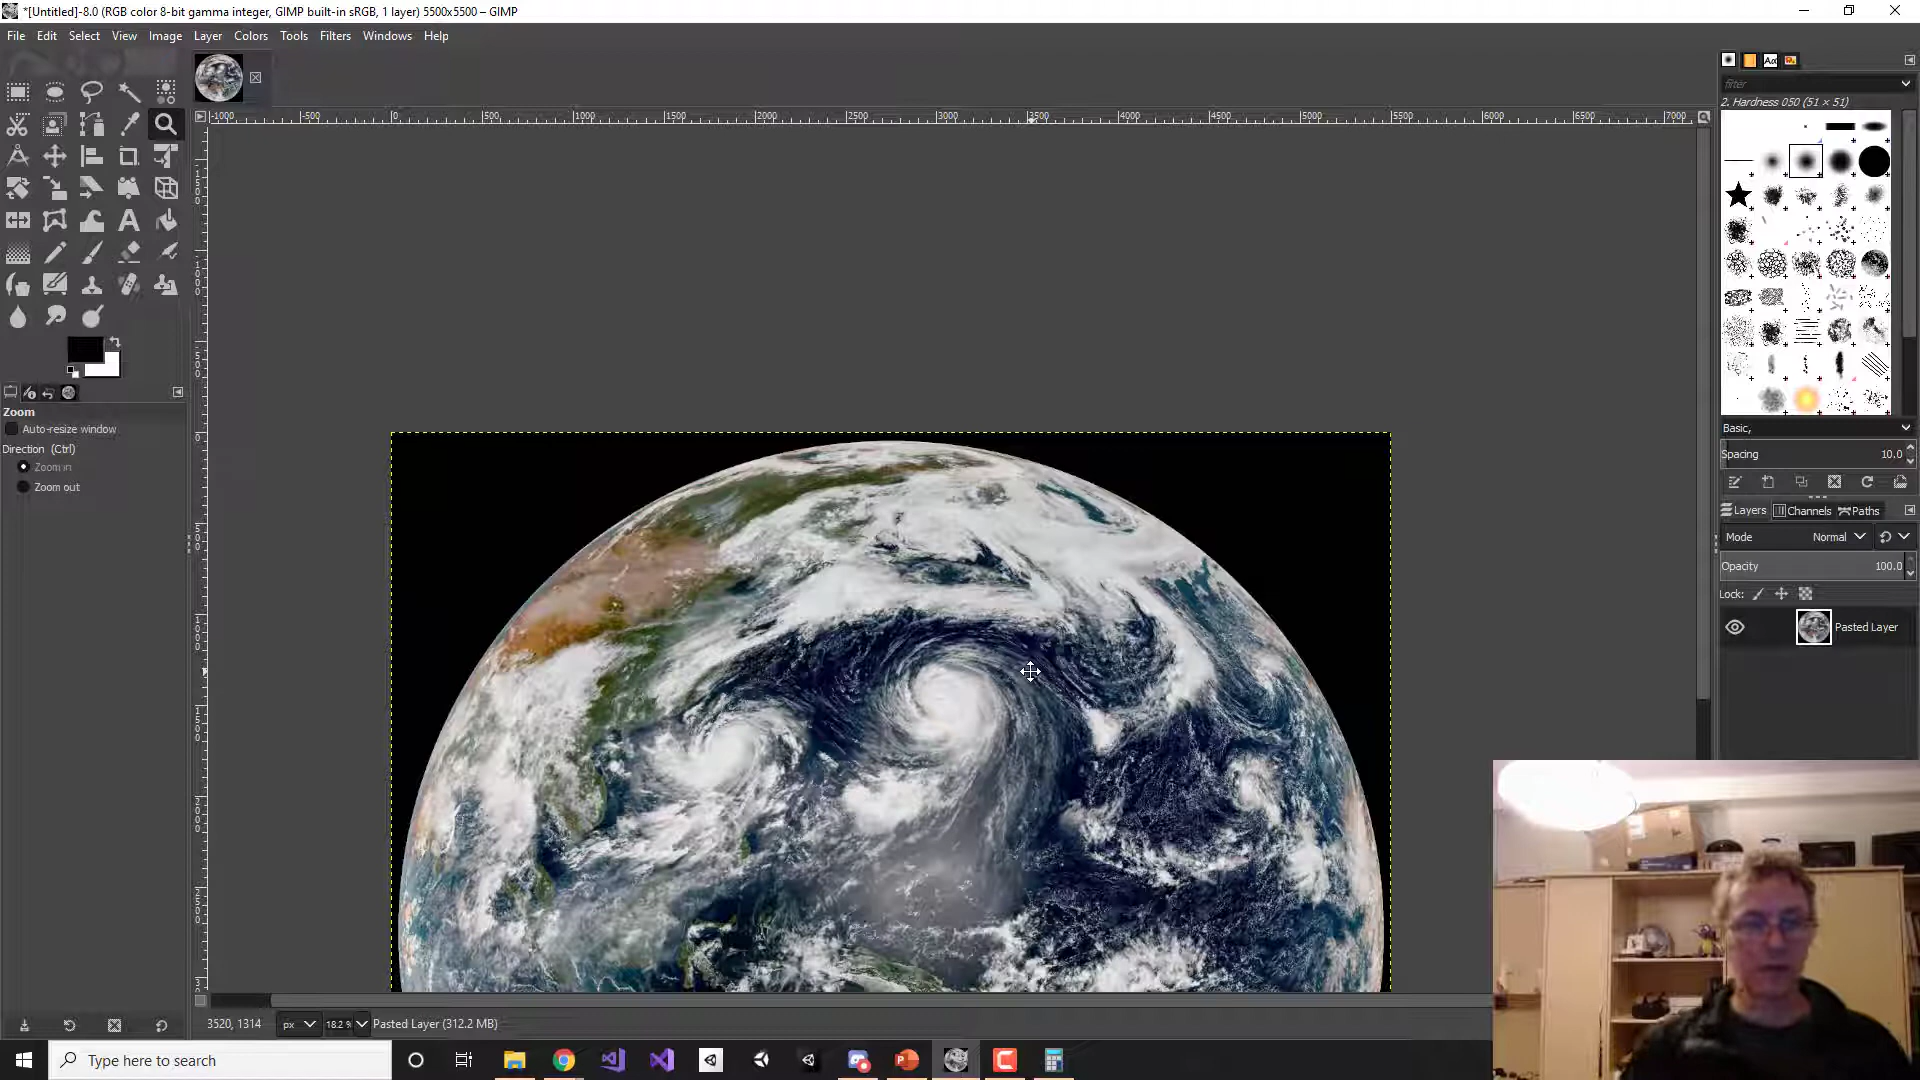 *[Untitled]-8.0 (RGB color 8-bit gamma integer, GIMP built-in sRGB, 1 layer) 5500x5500 – GIMP
File Edit Select View Image Layer Colors Tools Filters Windows Help
filter
2. Hardness 050 (51 × 51)
-1000 -500 0 500 1000 1500 2000 2500 3000 3500 4000 4500 5000 5500 6000 6500 7000
Zoom
Auto-resize window
Direction (Ctrl)
Zoom in
Zoom out
Basic,
Spacing 10.0
Layers Channels Paths
Mode Normal
Opacity 100.0
Lock:
Pasted Layer
3520, 1314 px 18.2 % Pasted Layer (312.2 MB)
Type here to search